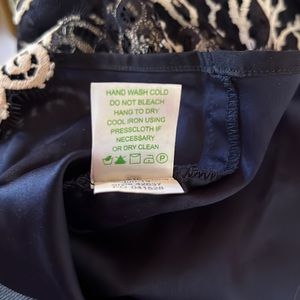 HAND WASH COLD
DO NOT BLEACH
HANG TO DRY
COOL IRON USING
PRESSCLOTH IF
NECESSARY
OR DRY CLEAN